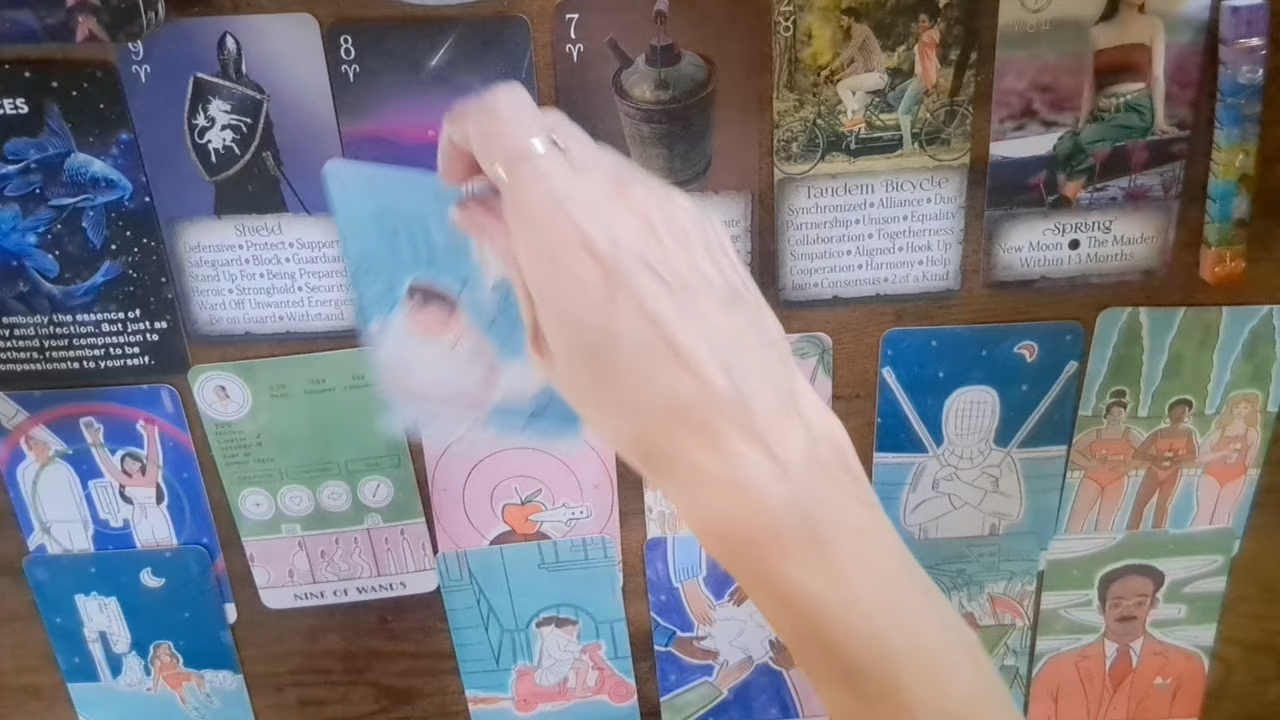 CES
embody the essence of
y and infection. But just as
extend your compassion to
others, remember to be
compassionate to yourself.
9
♈
Shield
Defensive • Protect • Support
Safeguard • Block • Guardian
Stand Up For • Being Prepared
Heroic • Stronghold • Security
Ward Off Unwanted Energies
Be on Guard • Withstand
8
♈
7
♈
Tandem Bicycle
Synchronized • Alliance • Duo
Partnership • Unison • Equality
Collaboration • Togetherness
Simpatico • Aligned • Hook Up
Cooperation • Harmony • Help
Join • Consensus • 2 of a Kind
Spring
New Moon ● The Maiden
Within 1-3 Months
NINE OF WANDS